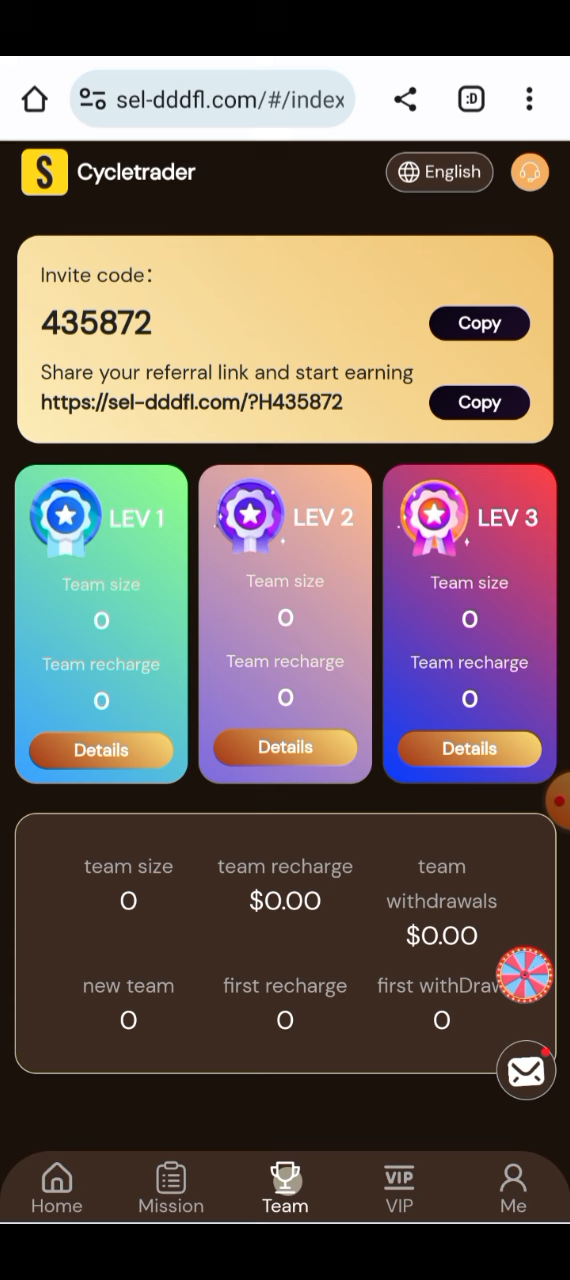 sel-dddfl.com/#/index
:D
S
Cycletrader
English
Invite code：
435872
Copy
Share your referral link and start earning
https://sel-dddfl.com/?H435872
Copy
LEV 1
LEV 2
LEV 3
Team size
Team size
Team size
0
0
0
Team recharge
Team recharge
Team recharge
0
0
0
Details
Details
Details
team size
team recharge
team
withdrawals
0
$0.00
$0.00
new team
first recharge
first withDraw
0
0
0
Home
Mission
Team
VIP
VIP
Me